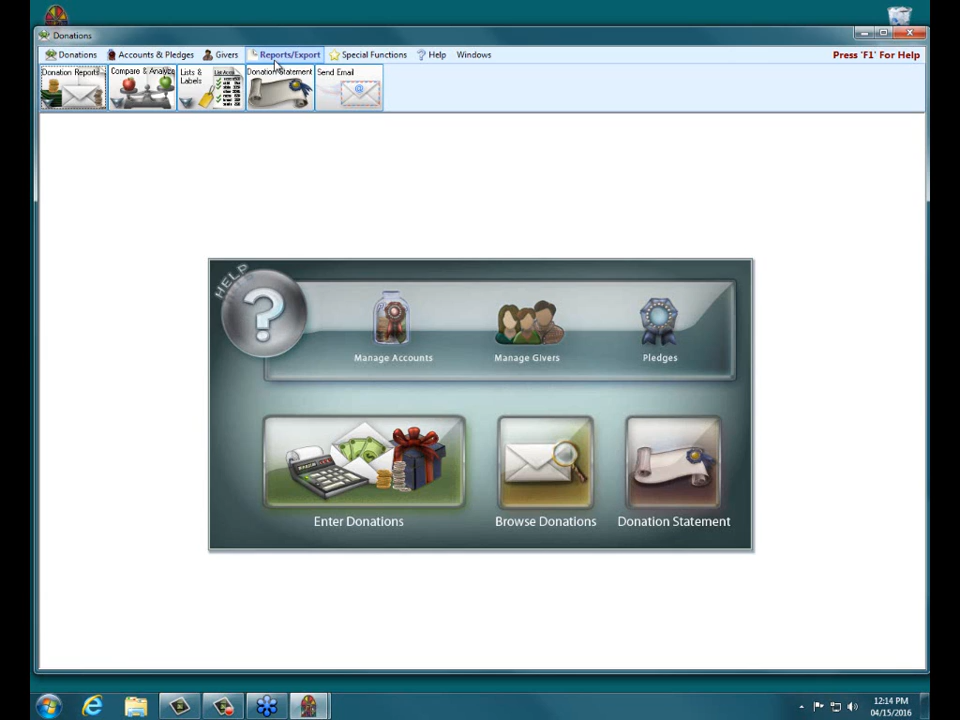 Donations
Donations Accounts & Pledges Givers Reports/Export Special Functions Help Windows Press 'F1' For Help
Donation Reports Compare & Analyze Lists & Labels Donation Statement Send Email
HELP
?
Manage Accounts Manage Givers Pledges
Enter Donations Browse Donations Donation Statement
12:14 PM
04/15/2016